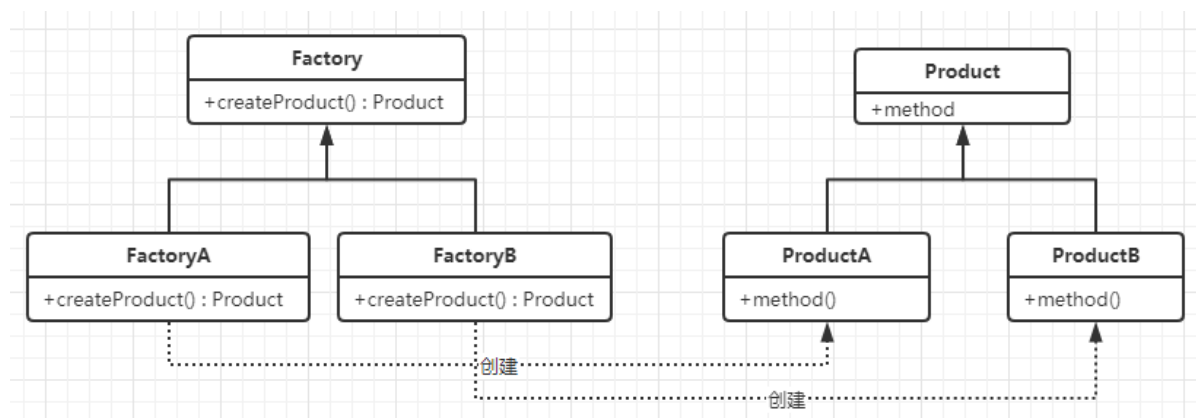 Factory
+createProduct() : Product
Product
+method
FactoryA
+createProduct() : Product
FactoryB
+createProduct() : Product
ProductA
+method()
ProductB
+method()
创建
创建